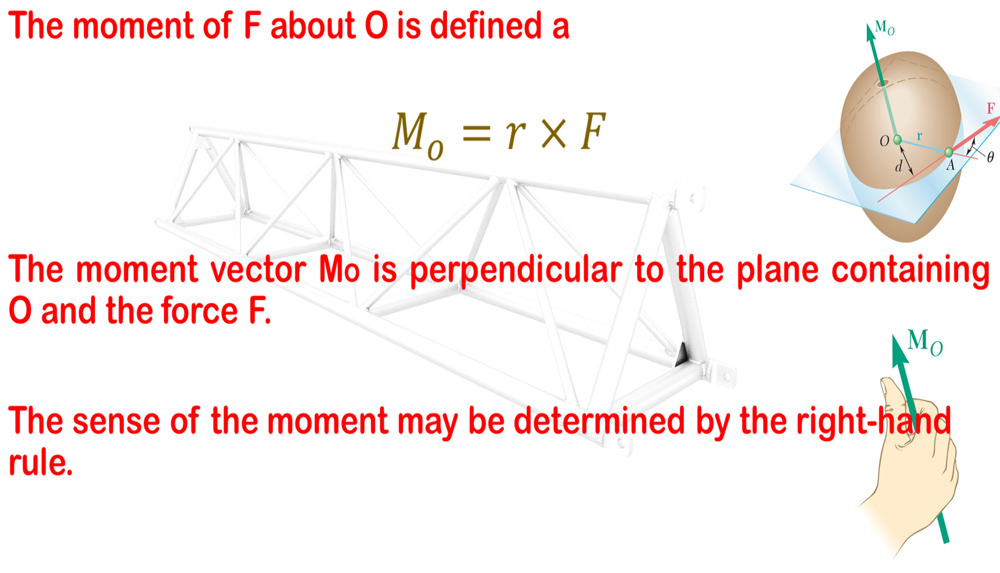 The moment of F about O is defined a
M_O = r × F
M_O
F
O
r
θ
d
A
The moment vector Mo is perpendicular to the plane containing
O and the force F.
M_O
The sense of the moment may be determined by the right-hand
rule.